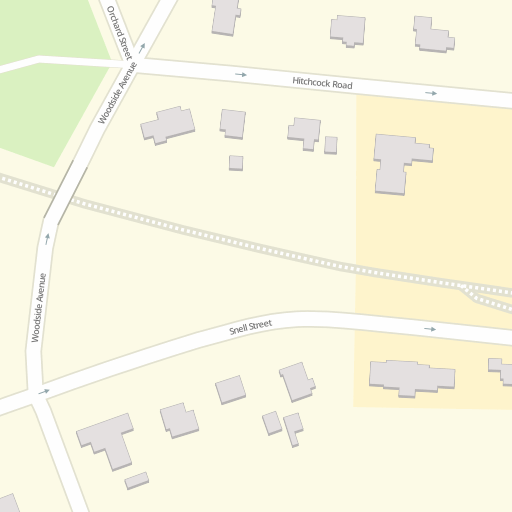 Orchard Street
Woodside Avenue
Hitchcock Road
Woodside Avenue
Snell Street